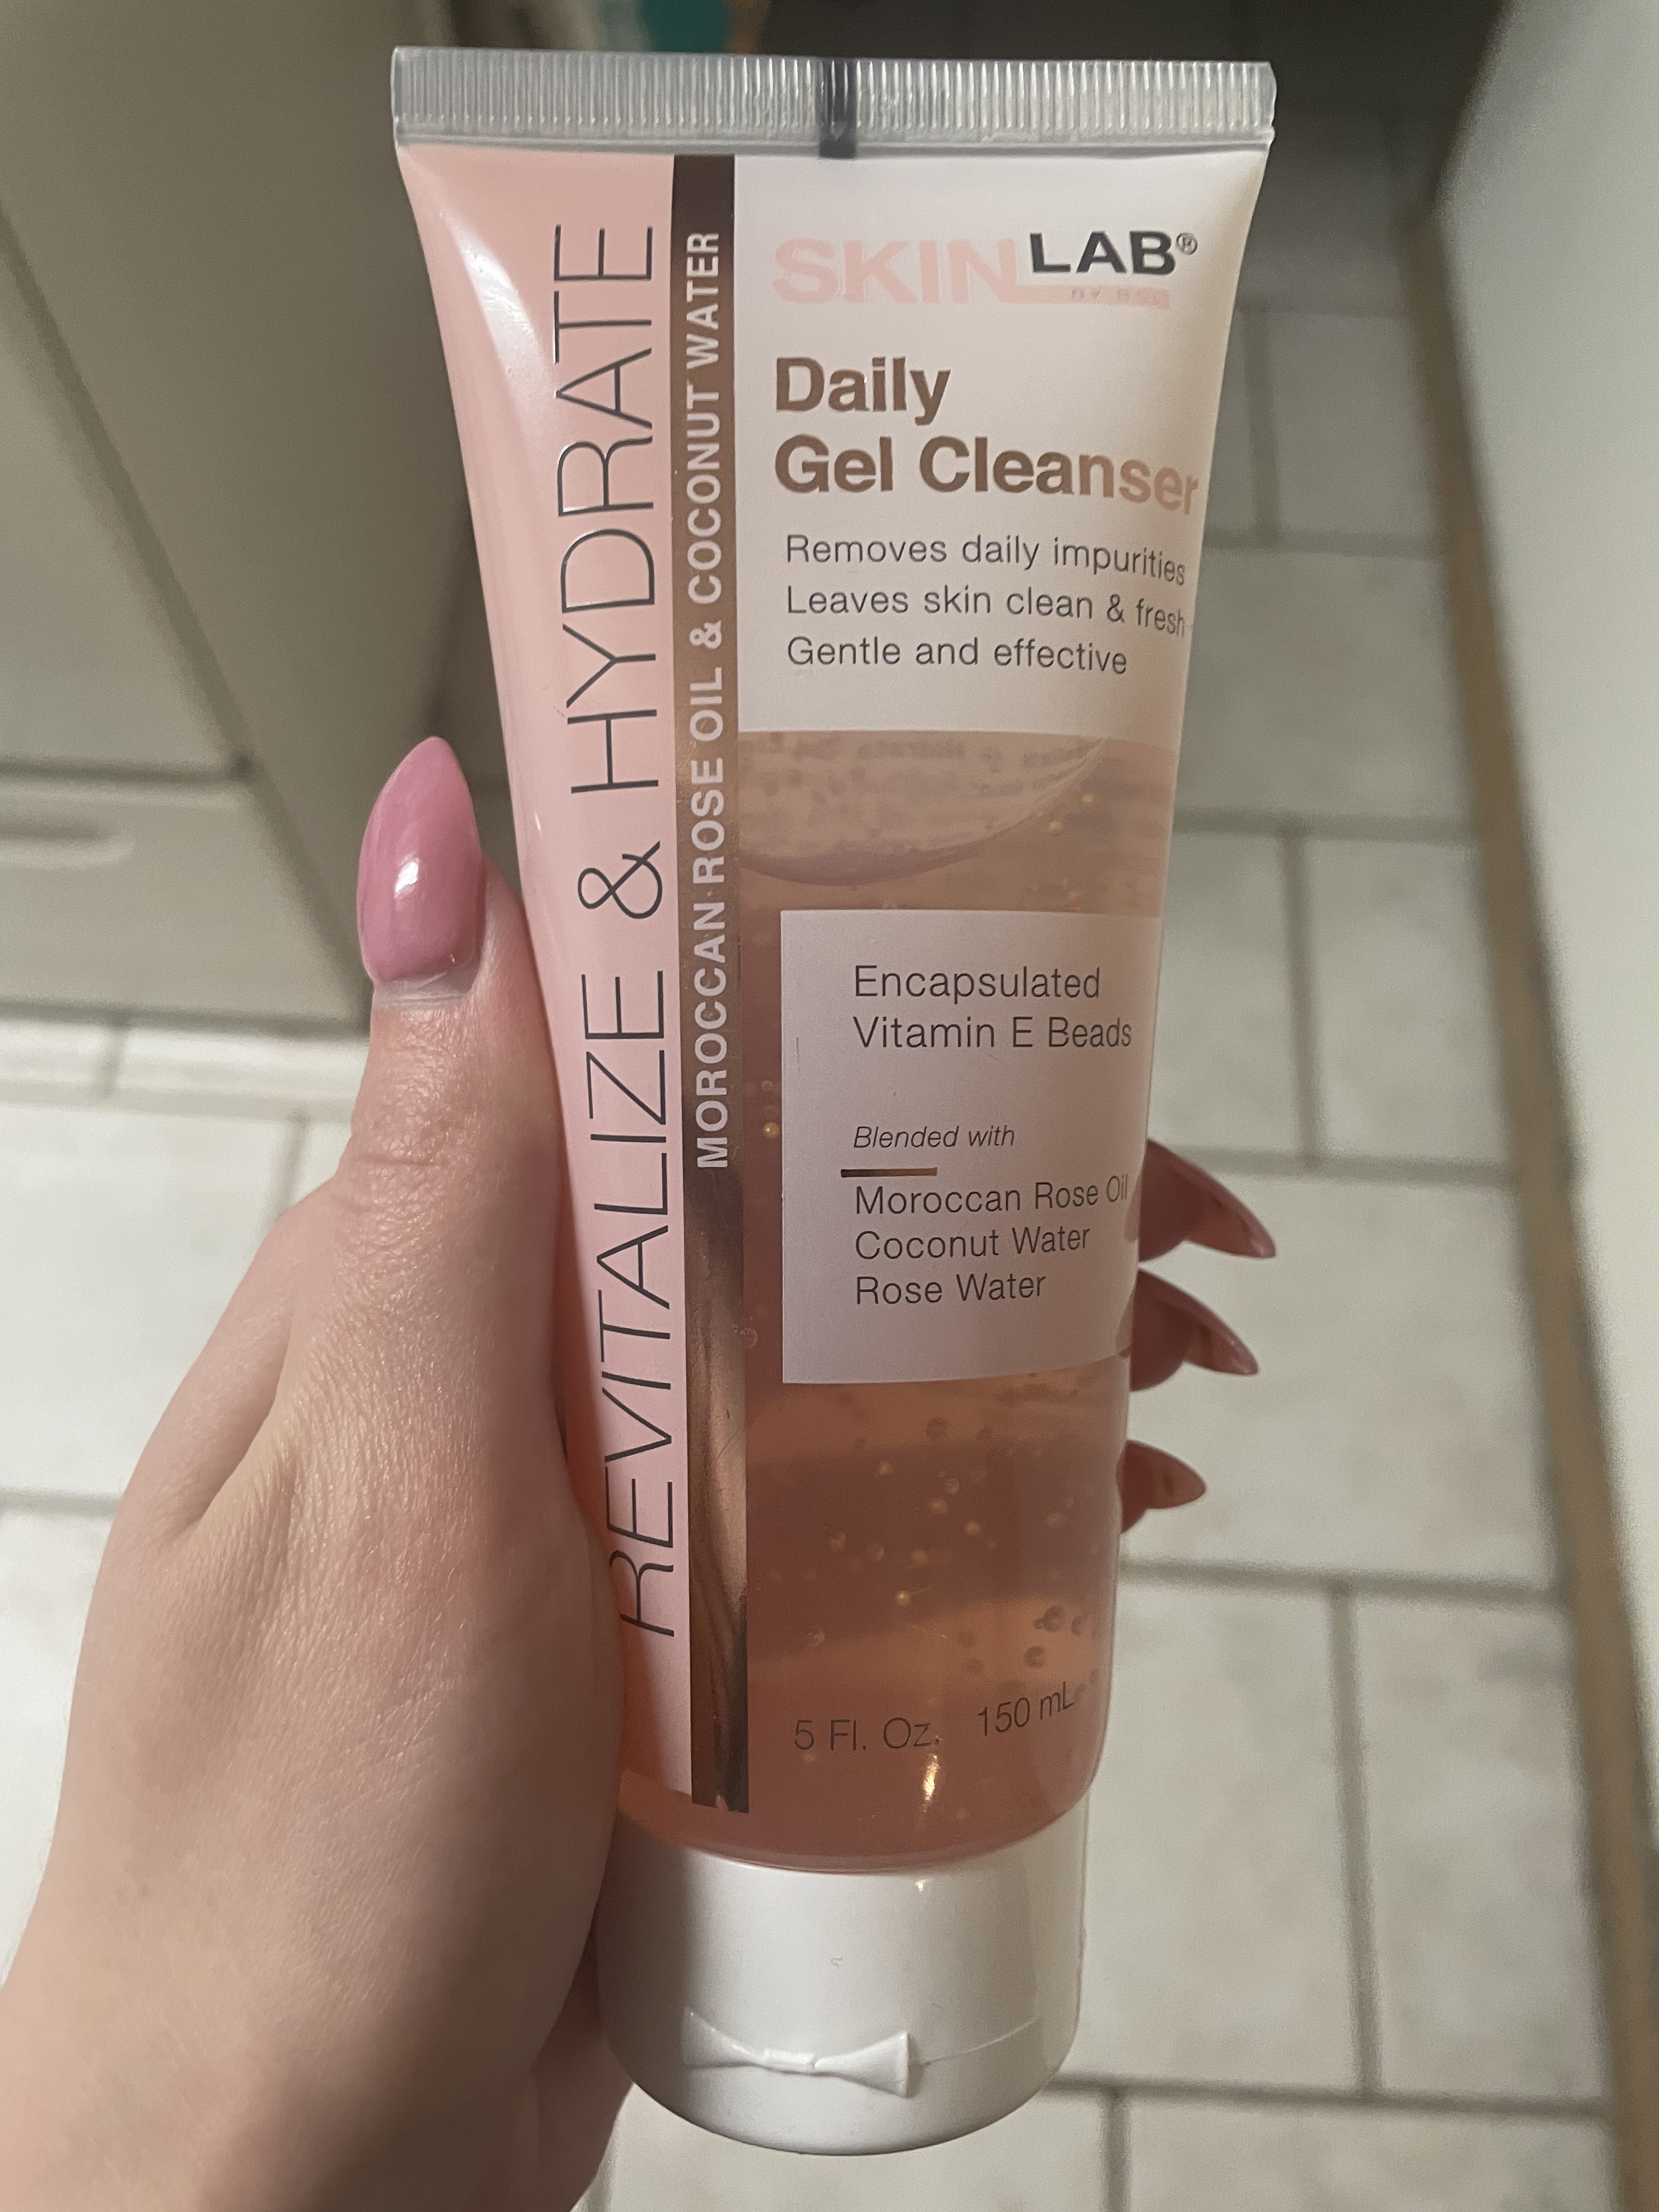 REVITALIZE & HYDRATE
MOROCCAN ROSE OIL & COCONUT WATER
SKINLAB®
Daily
Gel Cleanser
Removes daily impurities
Leaves skin clean & fresh
Gentle and effective
Encapsulated
Vitamin E Beads
Blended with
Moroccan Rose Oil
Coconut Water
Rose Water
5 Fl. Oz. 150 mL